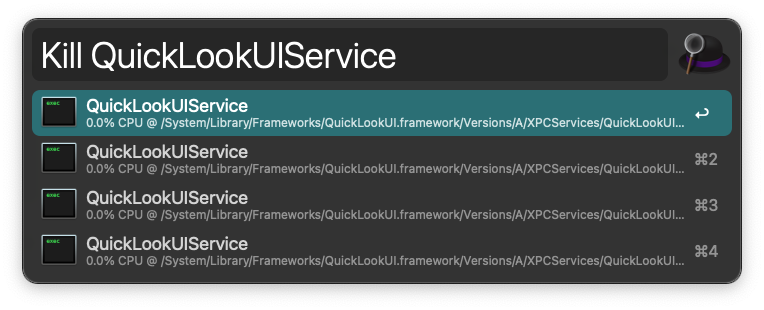 Kill QuickLookUIService
exec
QuickLookUIService
0.0% CPU @ /System/Library/Frameworks/QuickLookUI.framework/Versions/A/XPCServices/QuickLookUI...
↩
exec
QuickLookUIService
0.0% CPU @ /System/Library/Frameworks/QuickLookUI.framework/Versions/A/XPCServices/QuickLookUI...
⌘2
exec
QuickLookUIService
0.0% CPU @ /System/Library/Frameworks/QuickLookUI.framework/Versions/A/XPCServices/QuickLookUI...
⌘3
exec
QuickLookUIService
0.0% CPU @ /System/Library/Frameworks/QuickLookUI.framework/Versions/A/XPCServices/QuickLookUI...
⌘4